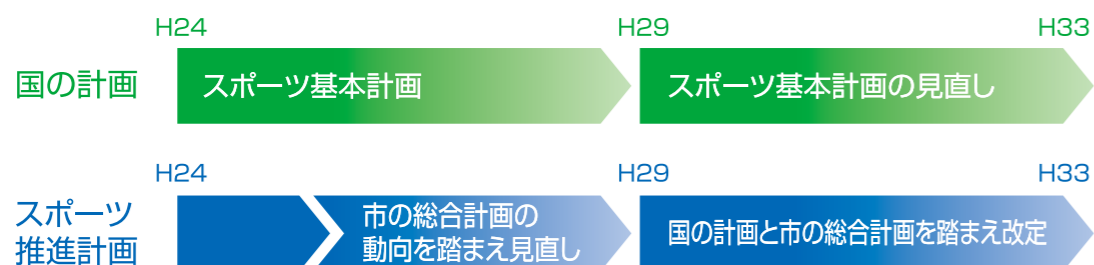 H24
H29
H33
国の計画
スポーツ基本計画
スポーツ基本計画の見直し
H24
H29
H33
スポーツ
推進計画
市の総合計画の
動向を踏まえ見直し
国の計画と市の総合計画を踏まえ改定